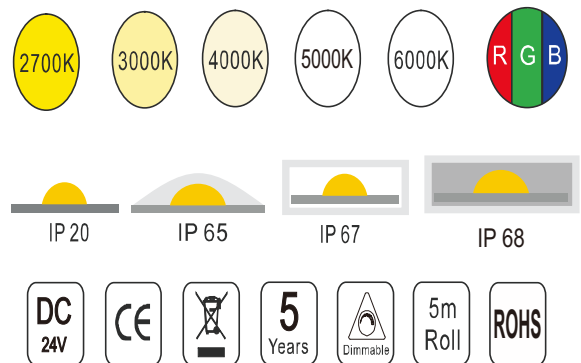 2700K 3000K 4000K 5000K 6000K R G B
IP 20 IP 65 IP 67 IP 68
DC
24V
CE
5
Years
Dimmable
5m
Roll
ROHS